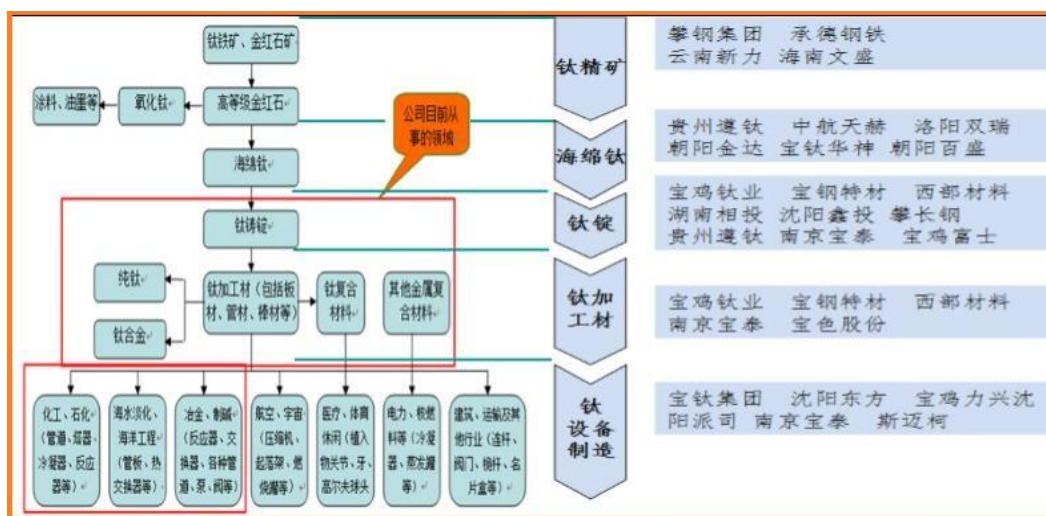 钛铁矿、金红石矿
涂料、油墨等
氧化钛
高等级金红石
公司目前从
事的领域
海绵钛
钛铸锭
纯钛
钛合金
钛加工材（包括板
材、管材、棒材等）
钛复合
材料
其他金属复
合材料
化工、石化
（管道、塔器、
冷凝器、反应
器等）
海水淡化、
海洋工程
（管板、热
交换器等）
冶金、制碱
（反应器、交
换器、各种管
道、泵、阀等）
航空、宇宙
（压缩机、
起落架、燃
烧罐等）
医疗、体育
休闲（植入
物关节、牙、
高尔夫球头
电力、核燃
料等（冷凝
器、蒸发罐
等）
建筑、运输及其
他行业（连杆、
阀门、桅杆、名
片盒等）
钛精矿
海绵钛
钛锭
钛加
工材
钛
设备
制造
攀钢集团 承德钢铁
云南新力 海南文盛
贵州遵钛 中航天赫 洛阳双瑞
朝阳金达 宝钛华神 朝阳百盛
宝鸡钛业 宝钢特材 西部材料
湖南相投 沈阳鑫投 攀长钢
贵州遵钛 南京宝泰 宝鸡富士
宝鸡钛业 宝钢特材 西部材料
南京宝泰 宝色股份
宝钛集团 沈阳东方 宝鸡力兴沈
阳派司 南京宝泰 斯迈柯